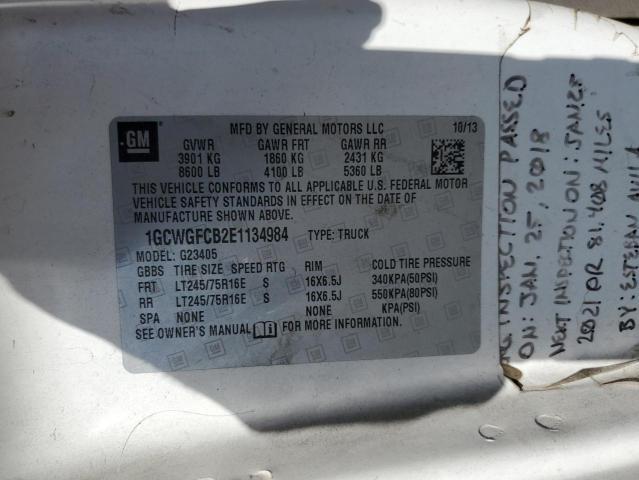 GM
MFD BY GENERAL MOTORS LLC 10/13
GVWR GAWR FRT GAWR RR
3901 KG 1860 KG 2431 KG
8600 LB 4100 LB 5360 LB
THIS VEHICLE CONFORMS TO ALL APPLICABLE U.S. FEDERAL MOTOR
VEHICLE SAFETY STANDARDS IN EFFECT ON THE DATE OF
MANUFACTURE SHOWN ABOVE.
1GCWGFCB2E1134984 TYPE: TRUCK
MODEL: G23405
GBBS TIRE SIZE SPEED RTG RIM COLD TIRE PRESSURE
FRT LT245/75R16E S 16X6.5J 340KPA(50PSI)
RR LT245/75R16E S 16X6.5J 550KPA(80PSI)
SPA NONE NONE KPA(PSI)
SEE OWNER'S MANUAL FOR MORE INFORMATION.
INSPECTION PASSED
ON: JAN. 25, 2018
NEXT INSPECTION ON: JAN, 25
2021 OR 81,408 MILES
BY: ESTEBAN